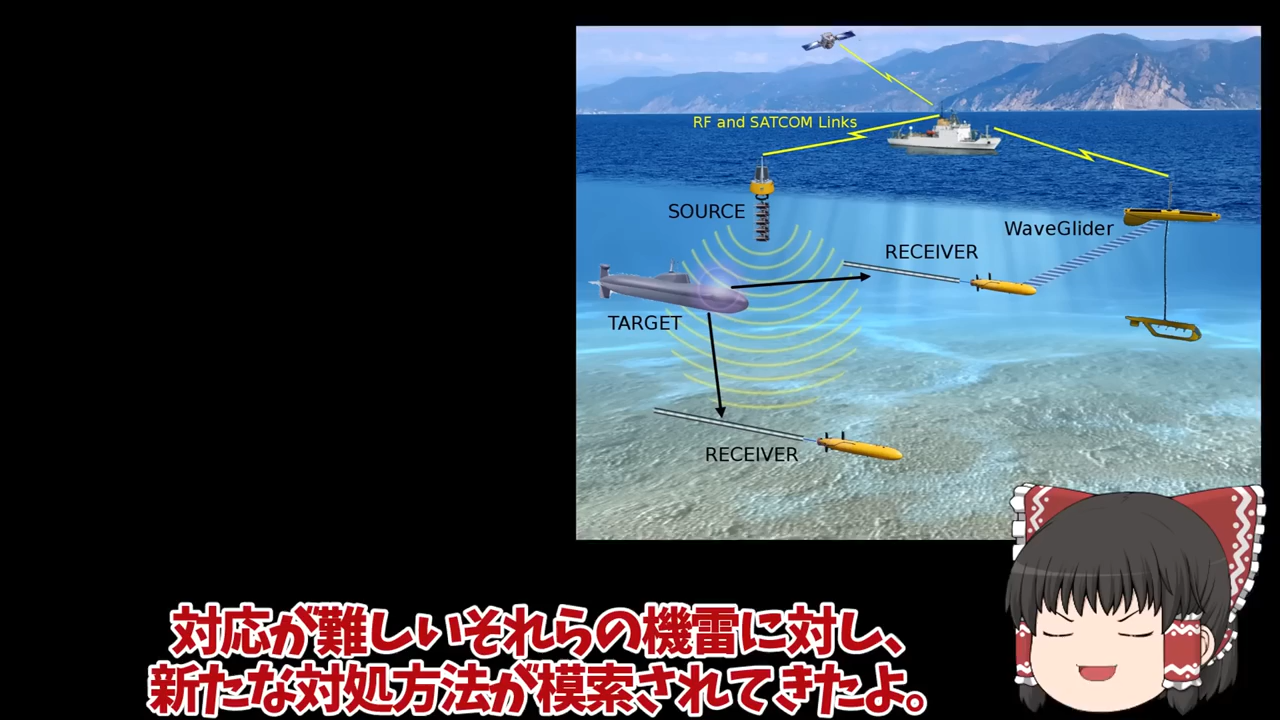 RF and SATCOM Links
SOURCE
WaveGlider
RECEIVER
TARGET
RECEIVER
対応が難しいそれらの機雷に対し、
新たな対処方法が模索されてきたよ。